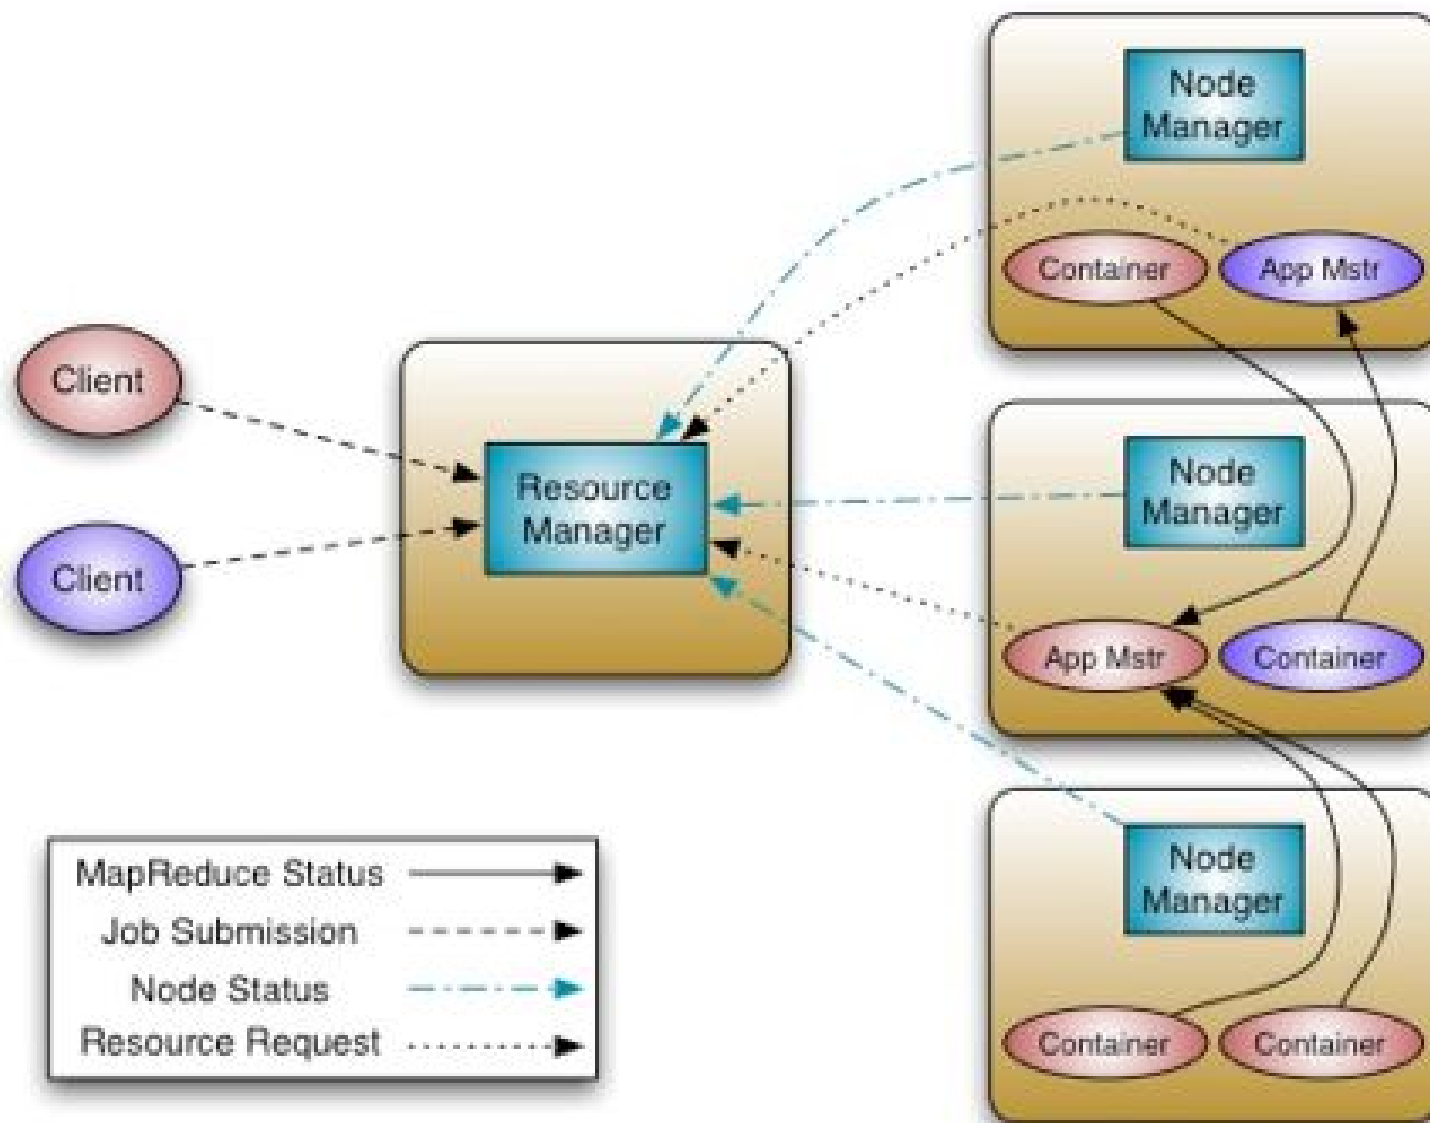 Node
Manager
Container
App Mstr
Client
Client
Resource
Manager
Node
Manager
App Mstr
Container
Node
Manager
Container
Container
MapReduce Status
Job Submission
Node Status
Resource Request